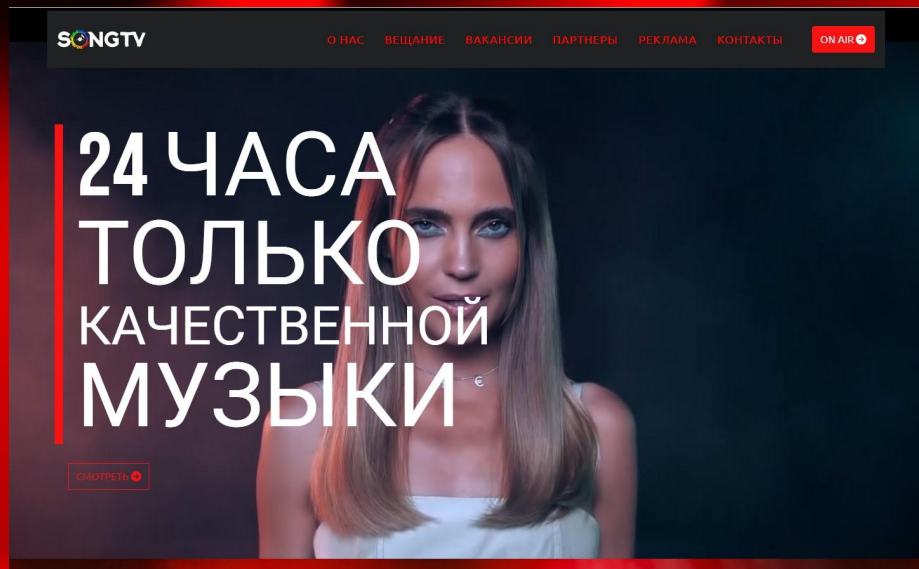 SONGTV
О НАС ВЕЩАНИЕ ВАКАНСИИ ПАРТНЕРЫ РЕКЛАМА КОНТАКТЫ ON AIR
24 ЧАСА
ТОЛЬКО
КАЧЕСТВЕННОЙ
МУЗЫКИ
€
СМОТРЕТЬ